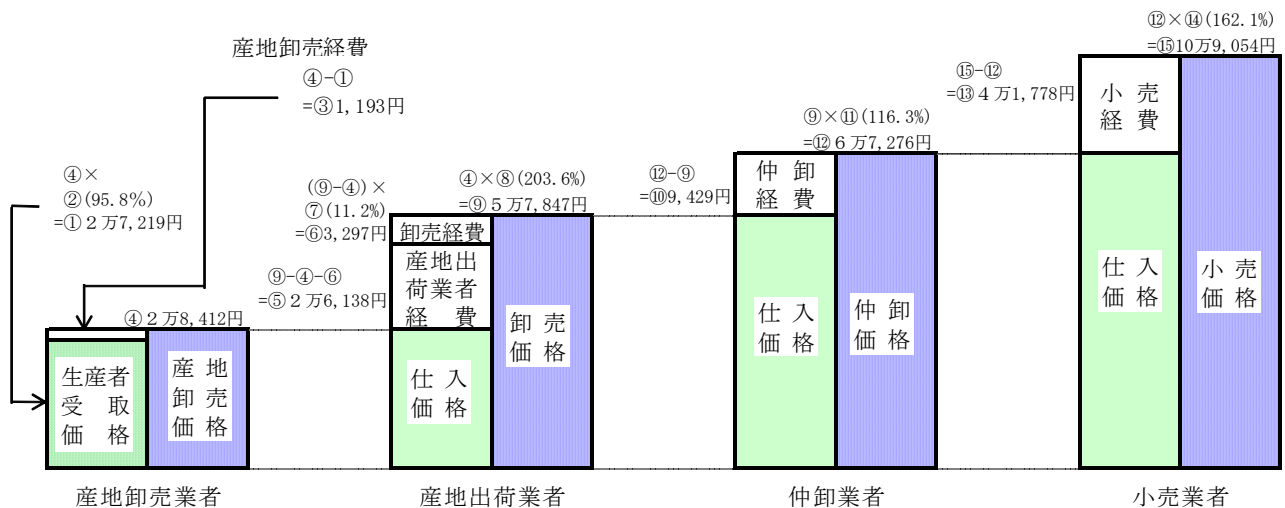 産地卸売経費
④-①
=③1,193円
④×
②(95.8%)
=①2万7,219円
④2万8,412円
生産者
受取
価格
産地
卸売
価格
産地卸売業者
(⑨-④)×
⑦(11.2%)
=⑥3,297円
⑨-④-⑥
=⑤2万6,138円
④×⑧(203.6%)
=⑨5万7,847円
卸売経費
産地出
荷業者
経費
仕入
価格
卸売
価格
産地出荷業者
⑫-⑨
=⑩9,429円
⑨×⑪(116.3%)
=⑫6万7,276円
仲卸
経費
仕入
価格
仲卸
価格
仲卸業者
⑮-⑫
=⑬4万1,778円
⑫×⑭(162.1%)
=⑮10万9,054円
小売
経費
仕入
価格
小売
価格
小売業者